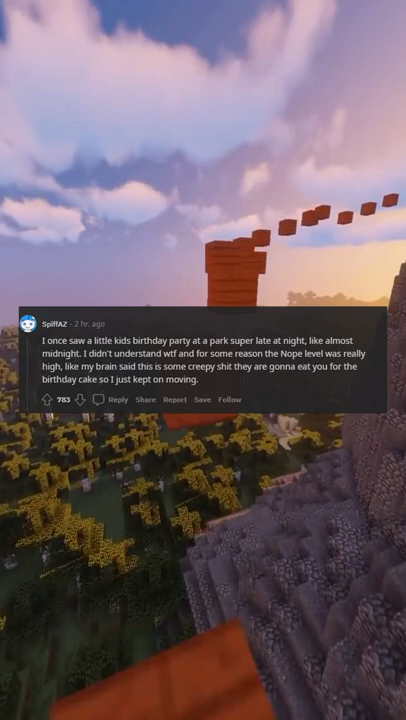 SpiffAZ · 2 hr. ago
I once saw a little kids birthday party at a park super late at night, like almost
midnight. I didn't understand wtf and for some reason the Nope level was really
high, like my brain said this is some creepy shit they are gonna eat you for the
birthday cake so I just kept on moving.
783 Reply Share Report Save Follow